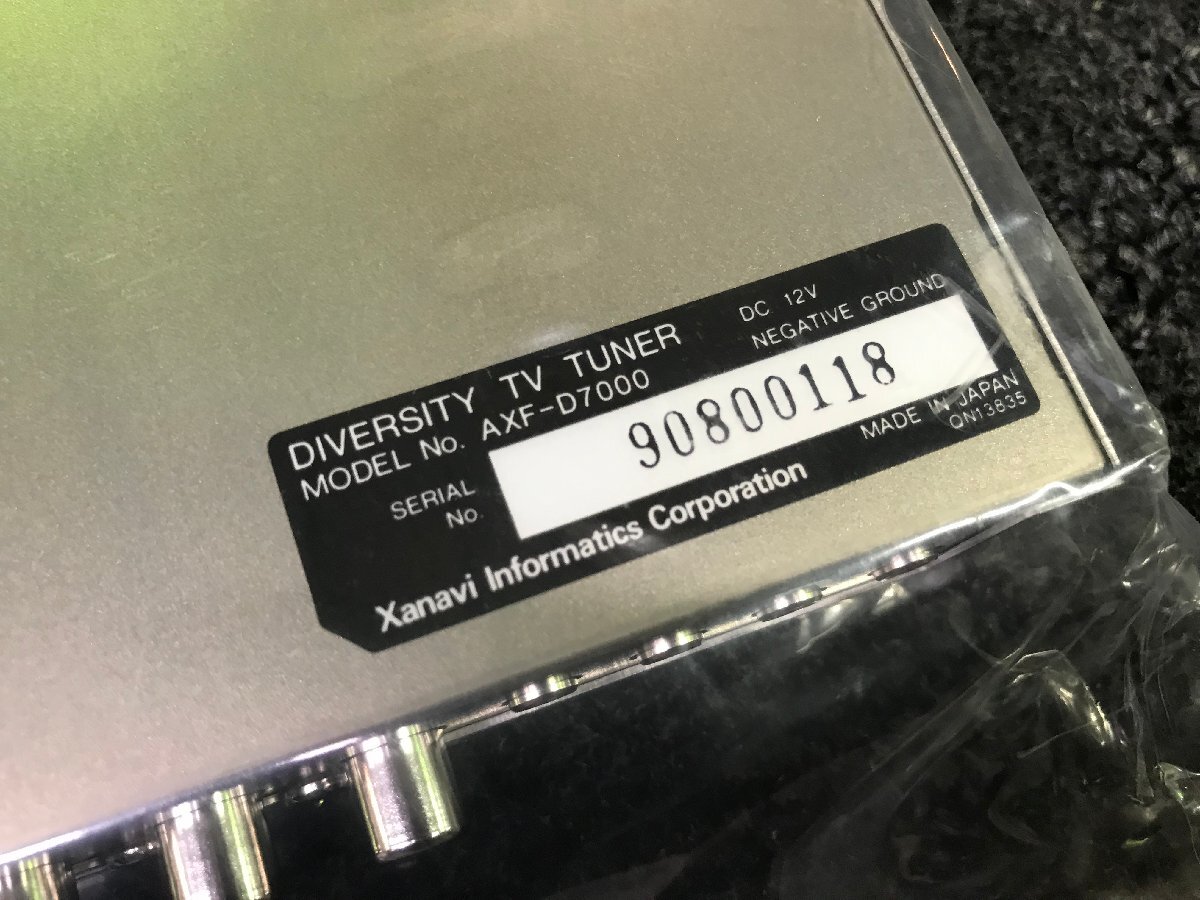 DIVERSITY TV TUNER
DC 12V
MODEL No. AXF-D7000
NEGATIVE GROUND
SERIAL
No.
90800118
MADE IN JAPAN
QN13835
Xanavi Informatics Corporation